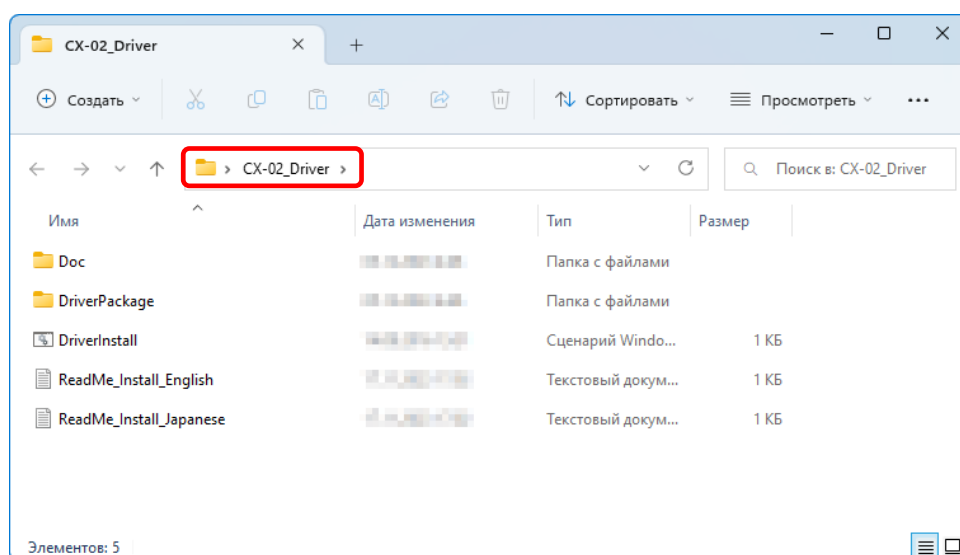 CX-02_Driver
Создать
Сортировать
Просмотреть
CX-02_Driver
Поиск в: CX-02_Driver
Имя Дата изменения Тип Размер
Doc Папка с файлами
DriverPackage Папка с файлами
DriverInstall Сценарий Windo... 1 КБ
ReadMe_Install_English Текстовый докум... 1 КБ
ReadMe_Install_Japanese Текстовый докум... 1 КБ
Элементов: 5